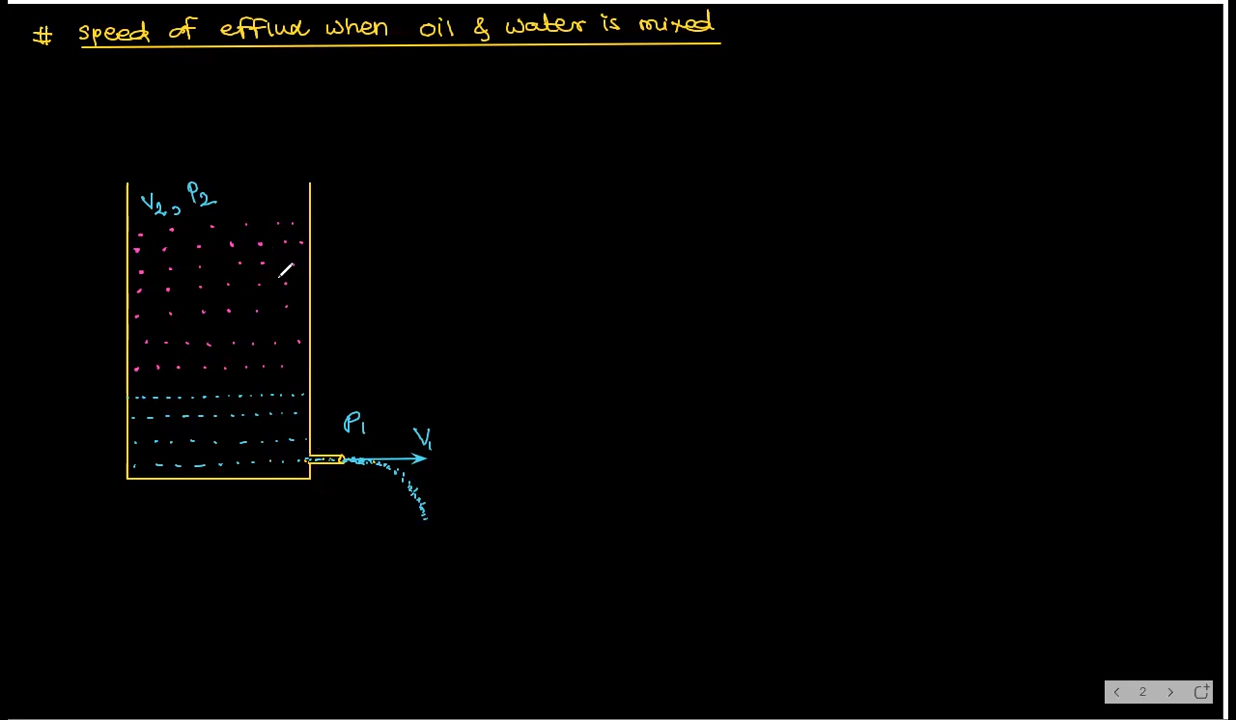 # speed of efflux when oil & water is mixed
V2, P2
P1
V1
2